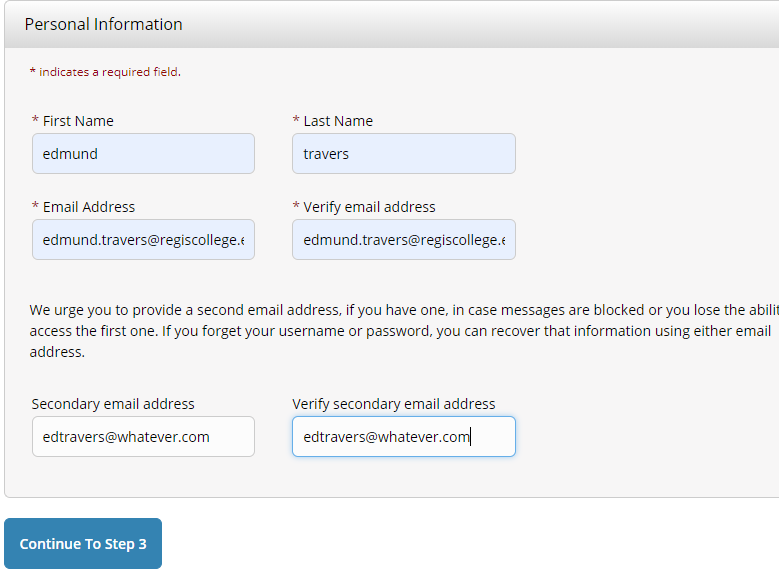 Personal Information
* indicates a required field.
* First Name * Last Name
edmund travers
* Email Address * Verify email address
edmund.travers@regiscollege.e edmund.travers@regiscollege.e
We urge you to provide a second email address, if you have one, in case messages are blocked or you lose the abilit
access the first one. If you forget your username or password, you can recover that information using either email
address.
Secondary email address Verify secondary email address
edtravers@whatever.com edtravers@whatever.com
Continue To Step 3